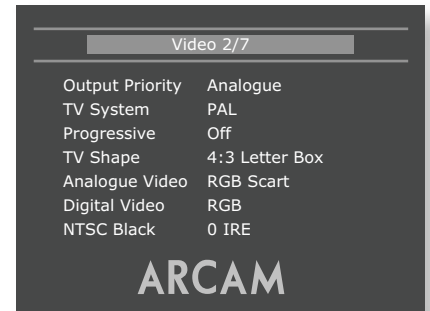 Video 2/7
Output Priority Analogue
TV System PAL
Progressive Off
TV Shape 4:3 Letter Box
Analogue Video RGB Scart
Digital Video RGB
NTSC Black 0 IRE
ARCAM